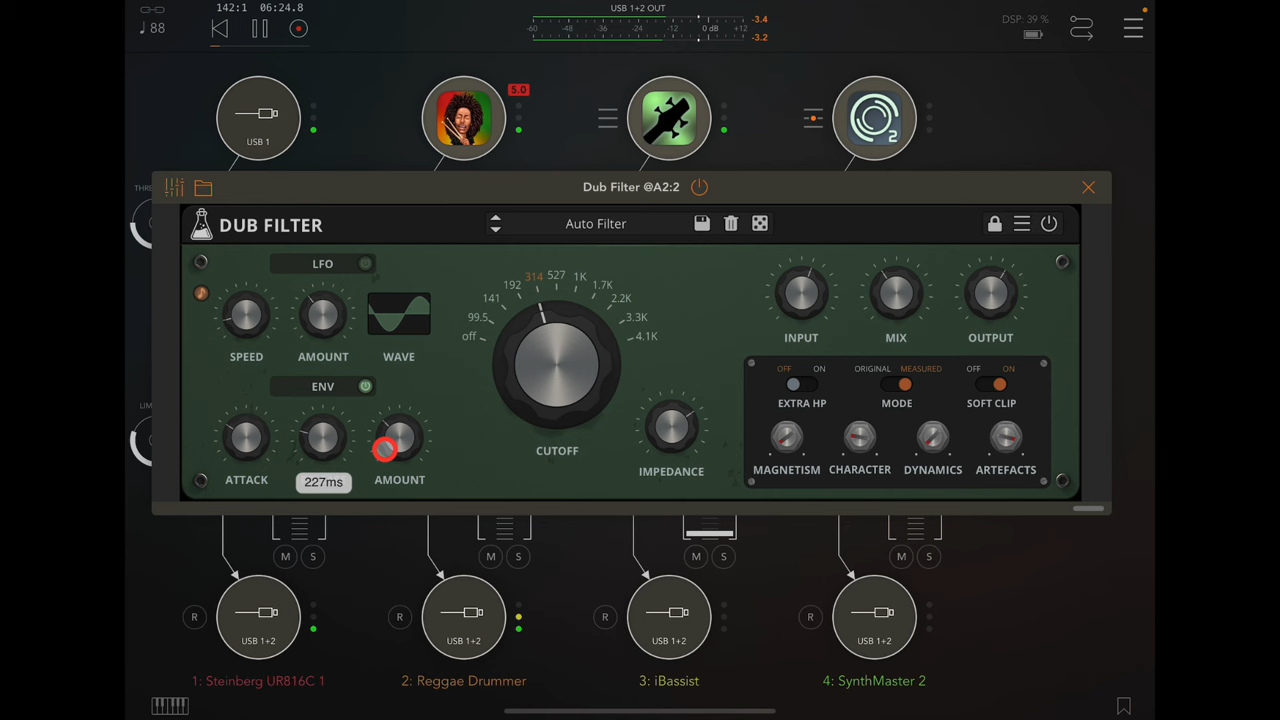 142:1 06:24.8
88
USB 1+2 OUT
-60 -48 -36 -24 -12 0 dB +12
-3.4
-3.2
DSP: 39 %
USB 1
5.0
2
THR
LIM
Dub Filter @A2:2
DUB FILTER
Auto Filter
LFO
SPEED
AMOUNT
WAVE
ENV
ATTACK
227ms
AMOUNT
off
99.5
141
192
314
527
1K
1.7K
2.2K
3.3K
4.1K
CUTOFF
IMPEDANCE
INPUT
MIX
OUTPUT
OFF ON
EXTRA HP
ORIGINAL MEASURED
MODE
OFF ON
SOFT CLIP
MAGNETISM
CHARACTER
DYNAMICS
ARTEFACTS
M S
M S
M S
M S
R
USB 1+2
R
USB 1+2
R
USB 1+2
R
USB 1+2
1: Steinberg UR816C 1
2: Reggae Drummer
3: iBassist
4: SynthMaster 2